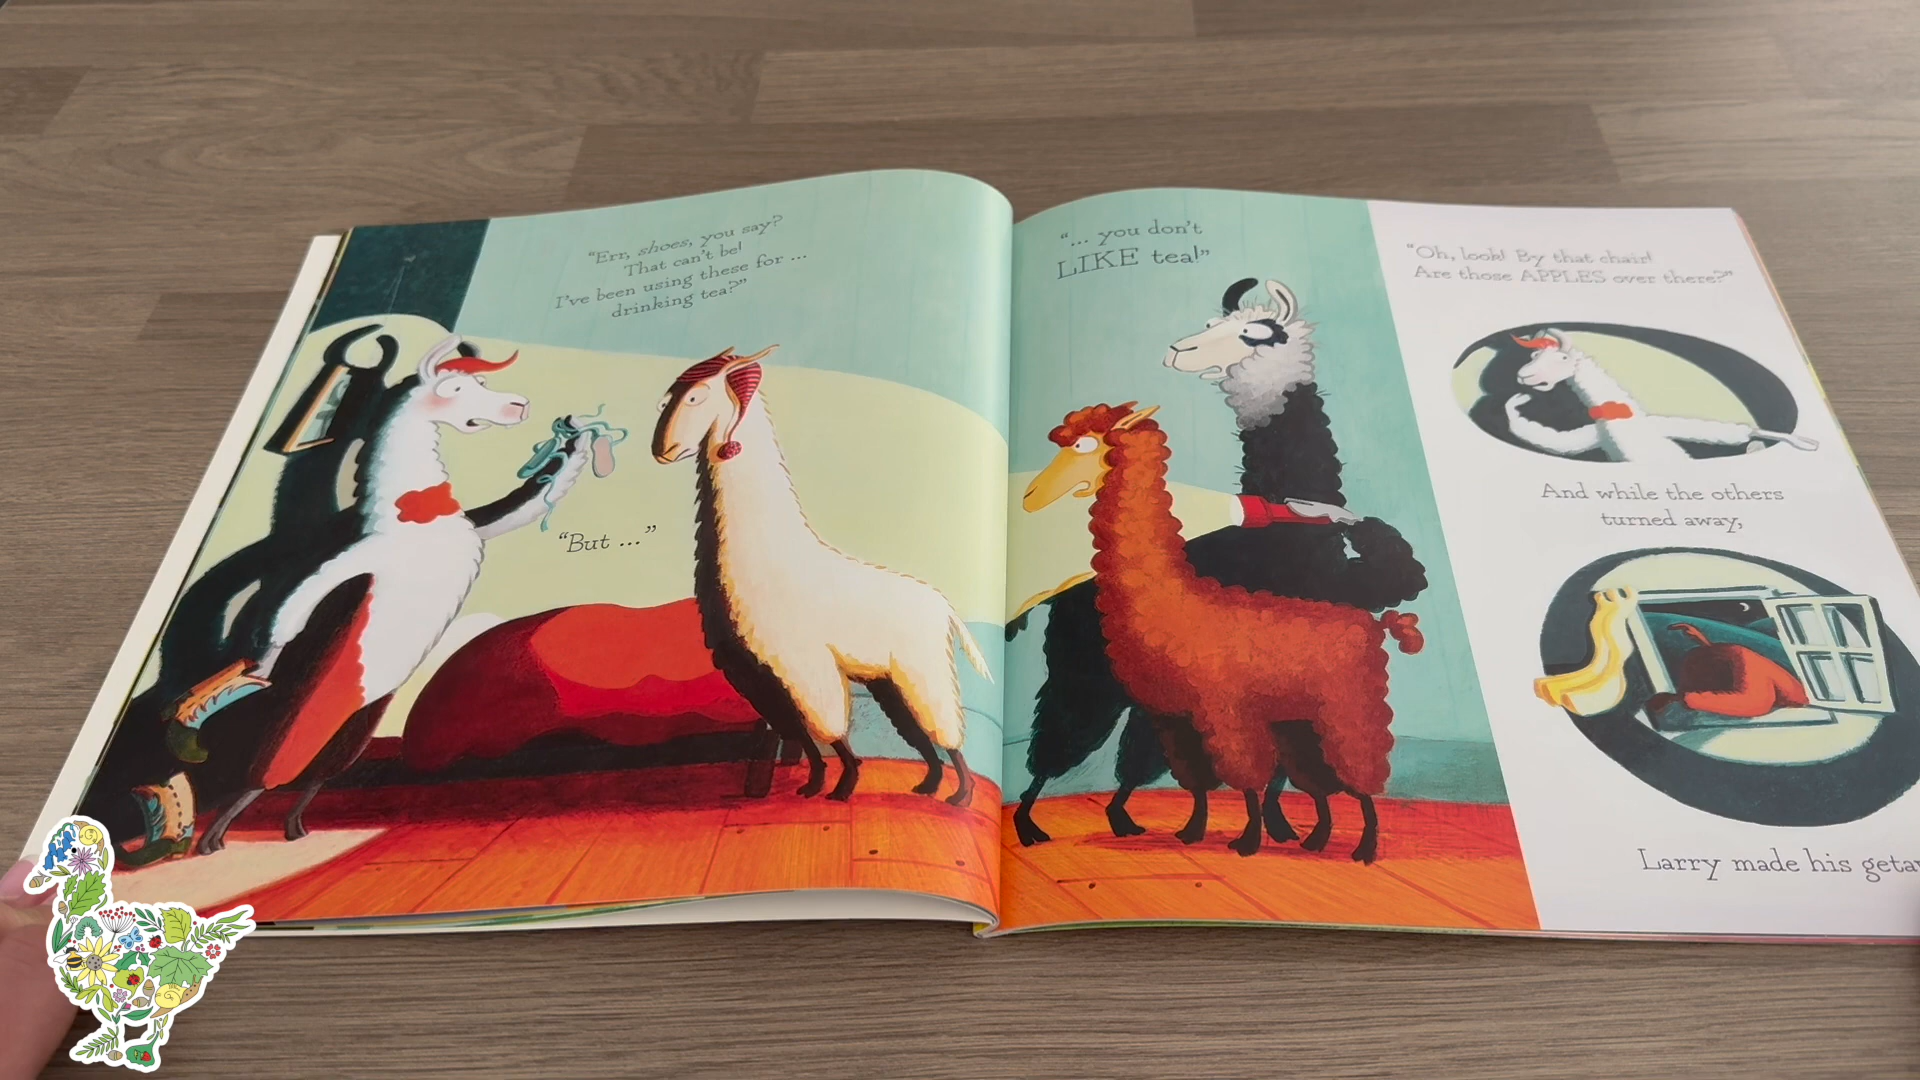 "Err, shoes, you say?
That can't be!
I've been using these for ...
drinking tea?"
"But ..."
"... you don't
LIKE tea!"
"Oh, look! By that chair!
Are those APPLES over there?"
And while the others
turned away,
Larry made his geta